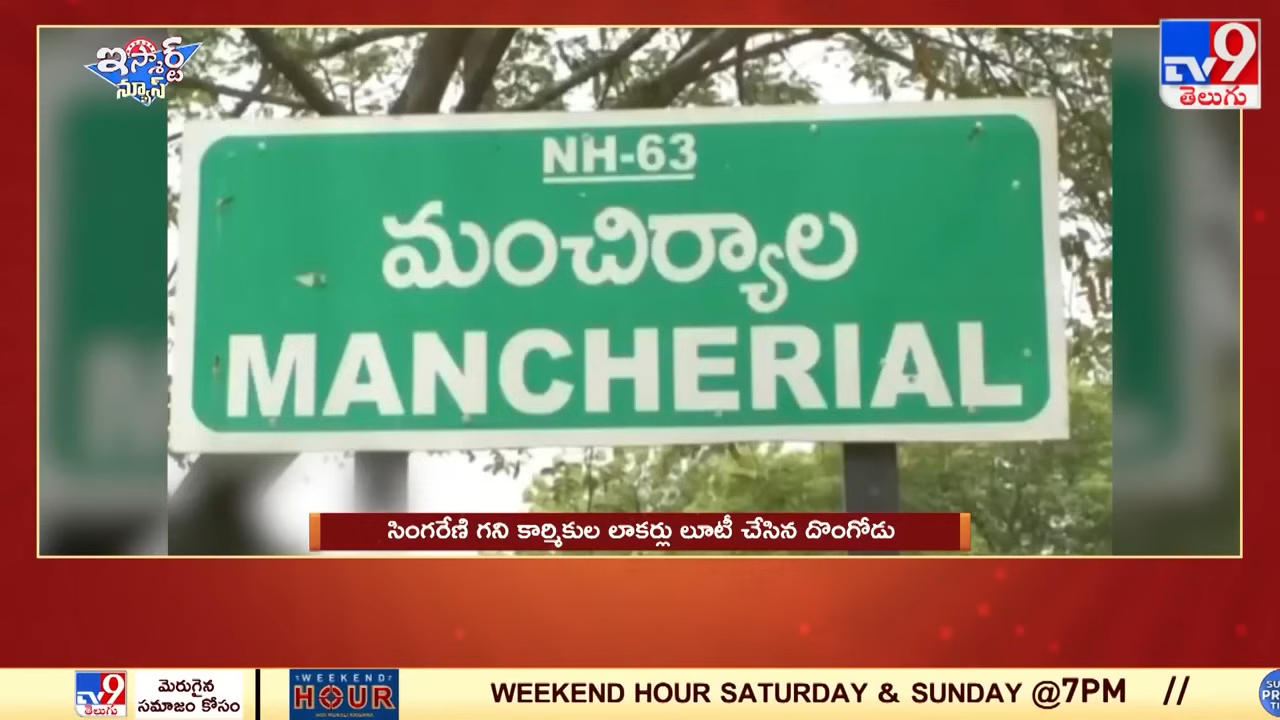 ఇస్మార్ట్
న్యూస్
TV9
తెలుగు
NH-63
మంచిర్యాల
MANCHERIAL
సింగరేణి గని కార్మికుల లాకర్లు లూటీ చేసిన దొంగోడు
TV9
తెలుగు
మెరుగైన
సమాజం కోసం
WEEKEND
HOUR
WEEKEND HOUR SATURDAY & SUNDAY @7PM //